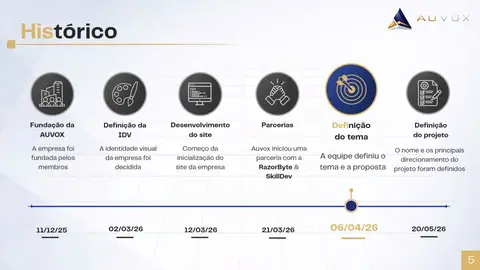 Histórico
AUVOX
Fundação da
AUVOX
A empresa foi
fundada pelos
membros
Definição da
IDV
A identidade visual
da empresa foi
decidida
Desenvolvimento
do site
Começo da
inicialização do
site da empresa
Parcerias
Auvox iniciou uma
parceria com a
RazorByte &
SkillDev
Definição
do tema
A equipe definiu o
tema e a proposta
Definição
do projeto
O nome e os principais
direcionamento do
projeto foram definidos
11/12/25
02/03/26
12/03/26
21/03/26
06/04/26
20/05/26
5